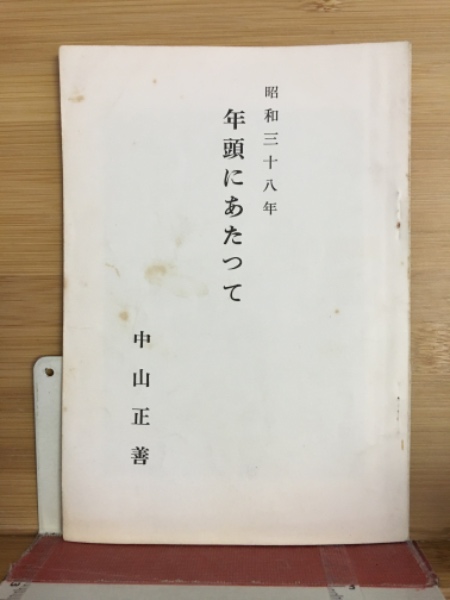 昭和三十八年
年頭にあたつて
中山正善